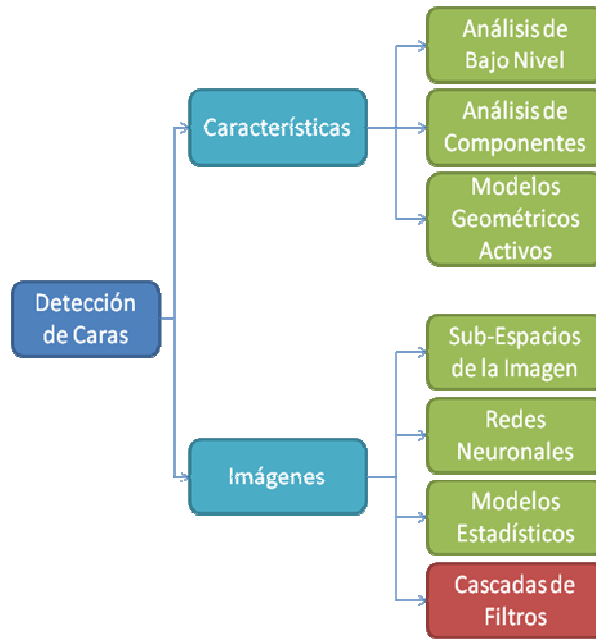 Análisis de
Bajo Nivel
Características
Análisis de
Componentes
Modelos
Geométricos
Activos
Detección
de Caras
Sub-Espacios
de la Imagen
Redes
Neuronales
Imágenes
Modelos
Estadísticos
Cascadas de
Filtros